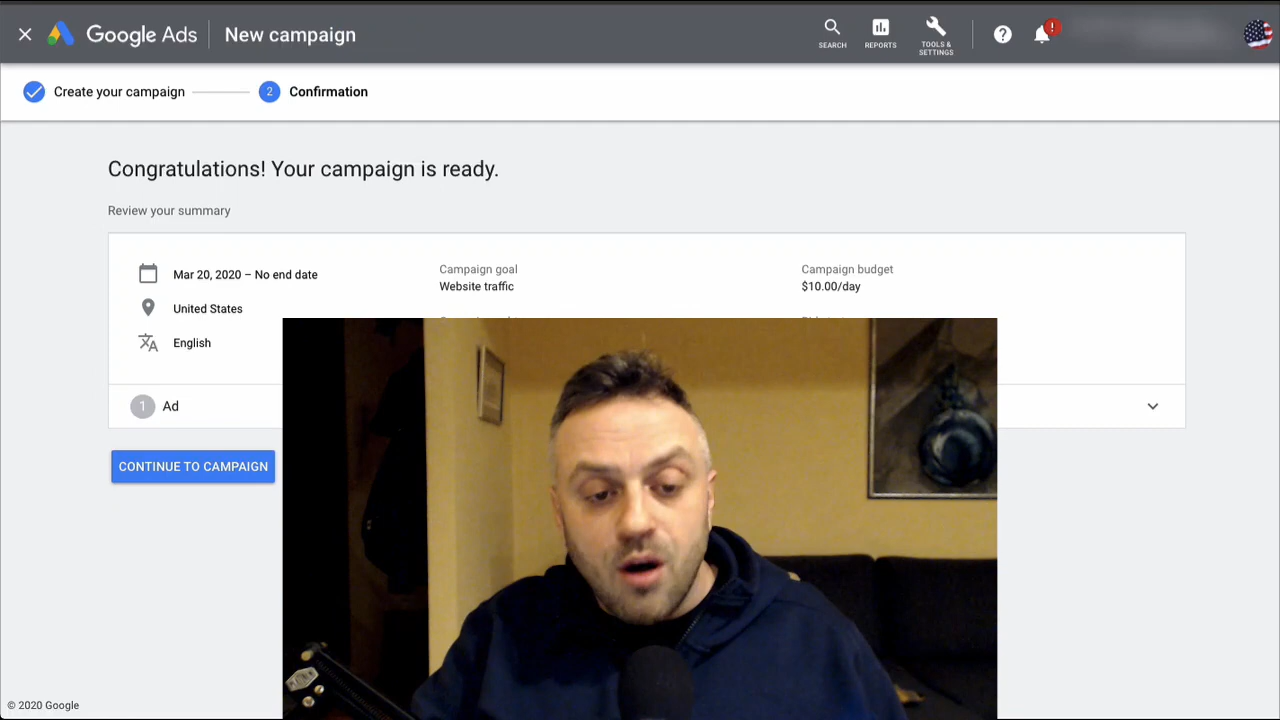 Google Ads
New campaign
SEARCH
REPORTS
TOOLS &
SETTINGS
Create your campaign
2
Confirmation
Congratulations! Your campaign is ready.
Review your summary
Mar 20, 2020 – No end date
Campaign goal
Website traffic
Campaign budget
$10.00/day
United States
English
1 Ad
CONTINUE TO CAMPAIGN
© 2020 Google